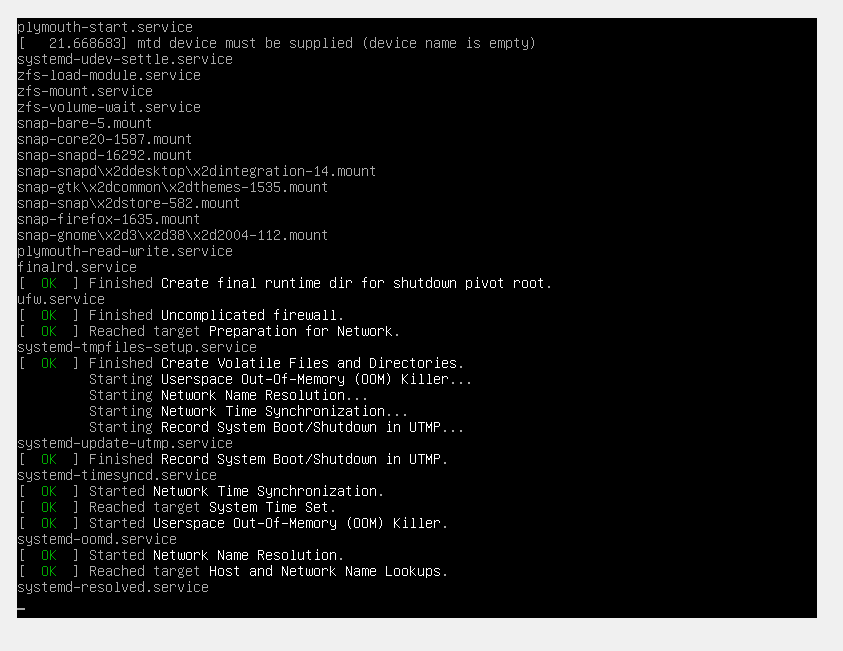 plymouth-start.service
[   21.668683] mtd device must be supplied (device name is empty)
systemd-udev-settle.service
zfs-load-module.service
zfs-mount.service
zfs-volume-wait.service
snap-bare-5.mount
snap-core20-1587.mount
snap-snapd-16292.mount
snap-snapd\x2ddesktop\x2dintegration-14.mount
snap-gtk\x2dcommon\x2dthemes-1535.mount
snap-snap\x2dstore-582.mount
snap-firefox-1635.mount
snap-gnome\x2d3\x2d38\x2d2004-112.mount
plymouth-read-write.service
finalrd.service
[  OK  ] Finished Create final runtime dir for shutdown pivot root.
ufw.service
[  OK  ] Finished Uncomplicated firewall.
[  OK  ] Reached target Preparation for Network.
systemd-tmpfiles-setup.service
[  OK  ] Finished Create Volatile Files and Directories.
         Starting Userspace Out-Of-Memory (OOM) Killer...
         Starting Network Name Resolution...
         Starting Network Time Synchronization...
         Starting Record System Boot/Shutdown in UTMP...
systemd-update-utmp.service
[  OK  ] Finished Record System Boot/Shutdown in UTMP.
systemd-timesyncd.service
[  OK  ] Started Network Time Synchronization.
[  OK  ] Reached target System Time Set.
[  OK  ] Started Userspace Out-Of-Memory (OOM) Killer.
systemd-oomd.service
[  OK  ] Started Network Name Resolution.
[  OK  ] Reached target Host and Network Name Lookups.
systemd-resolved.service